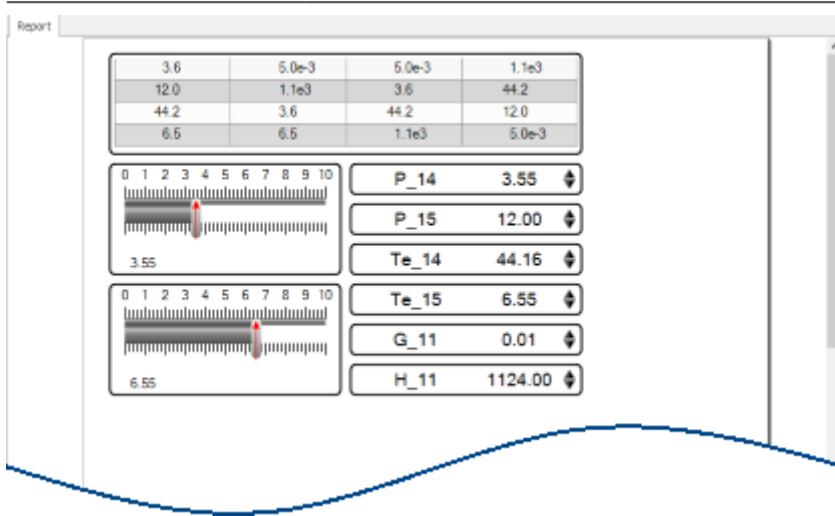 Report
3.6 5.0e-3 5.0e-3 1.1e3
12.0 1.1e3 3.6 44.2
44.2 3.6 44.2 12.0
6.5 6.5 1.1e3 5.0e-3
0 1 2 3 4 5 6 7 8 9 10
3.55
0 1 2 3 4 5 6 7 8 9 10
6.55
P_14 3.55
P_15 12.00
Te_14 44.16
Te_15 6.55
G_11 0.01
H_11 1124.00